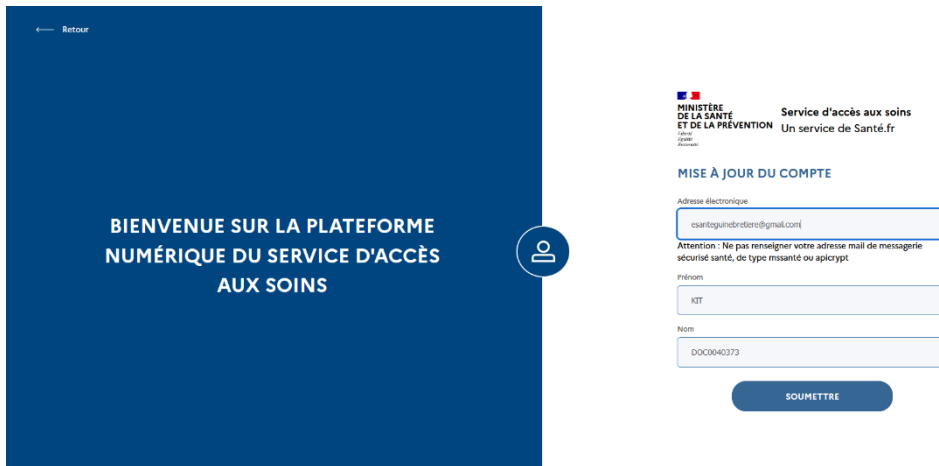 Retour
BIENVENUE SUR LA PLATEFORME
NUMÉRIQUE DU SERVICE D'ACCÈS
AUX SOINS
MINISTÈRE
DE LA SANTÉ
ET DE LA PRÉVENTION
Liberté
Égalité
Fraternité
Service d'accès aux soins
Un service de Santé.fr
MISE À JOUR DU COMPTE
Adresse électronique
esanteguinebretiere@gmail.com
Attention : Ne pas renseigner votre adresse mail de messagerie
sécurisé santé, de type mssanté ou apicrypt
Prénom
KIT
Nom
DOC0040373
SOUMETTRE